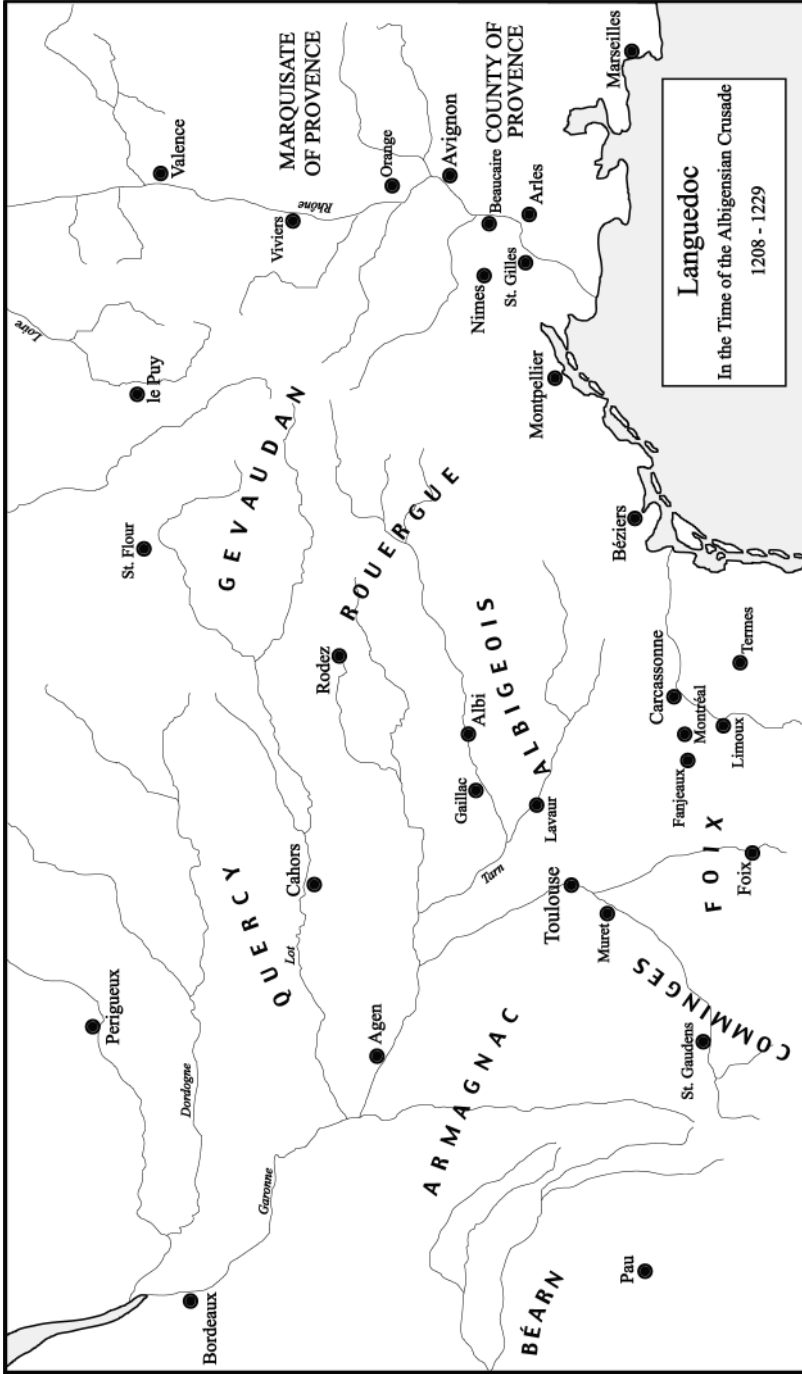 Loire
Perigueux
St. Flour
le Puy
Valence
Dordogne
Bordeaux
QUERCY
GEVAUDAN
Garonne
Viviers
MARQUISATE
OF PROVENCE
Lot
Cahors
Rodez
Rhône
Agen
Orange
ROUERGUE
Avignon
Gaillac
Albi
ARMAGNAC
Tarn
Nimes
Beaucaire
COUNTY OF
PROVENCE
ALBIGEOIS
St. Gilles
Arles
BÉARN
Montpellier
Toulouse
Lavaur
Muret
Béziers
Marseilles
Pau
COMMINGES
Carcassonne
Fanjeaux
St. Gaudens
Montréal
FOIX
Limoux
Termes
Foix
Languedoc
In the Time of the Albigensian Crusade
1208 - 1229